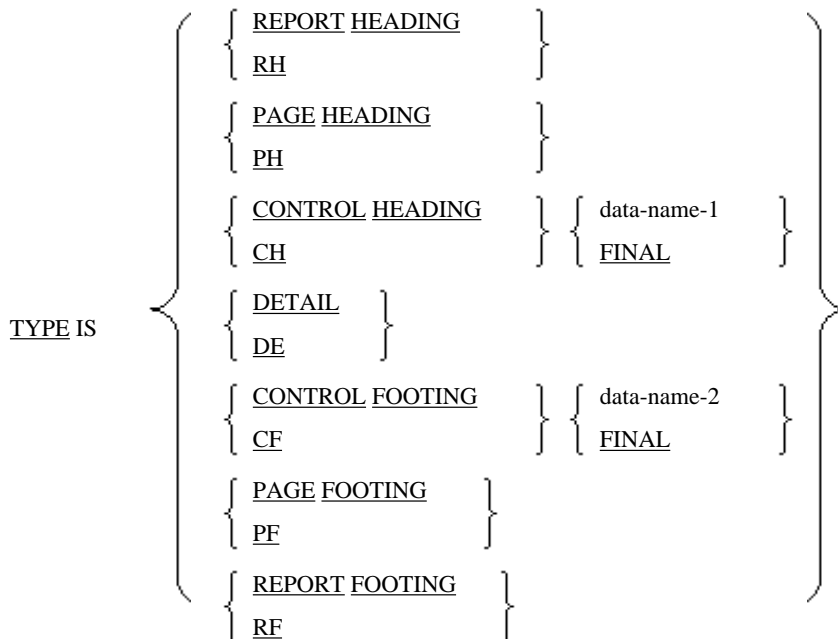 REPORT HEADING
RH
PAGE HEADING
PH
CONTROL HEADING data-name-1
CH FINAL
TYPE IS
DETAIL
DE
CONTROL FOOTING data-name-2
CF FINAL
PAGE FOOTING
PF
REPORT FOOTING
RF